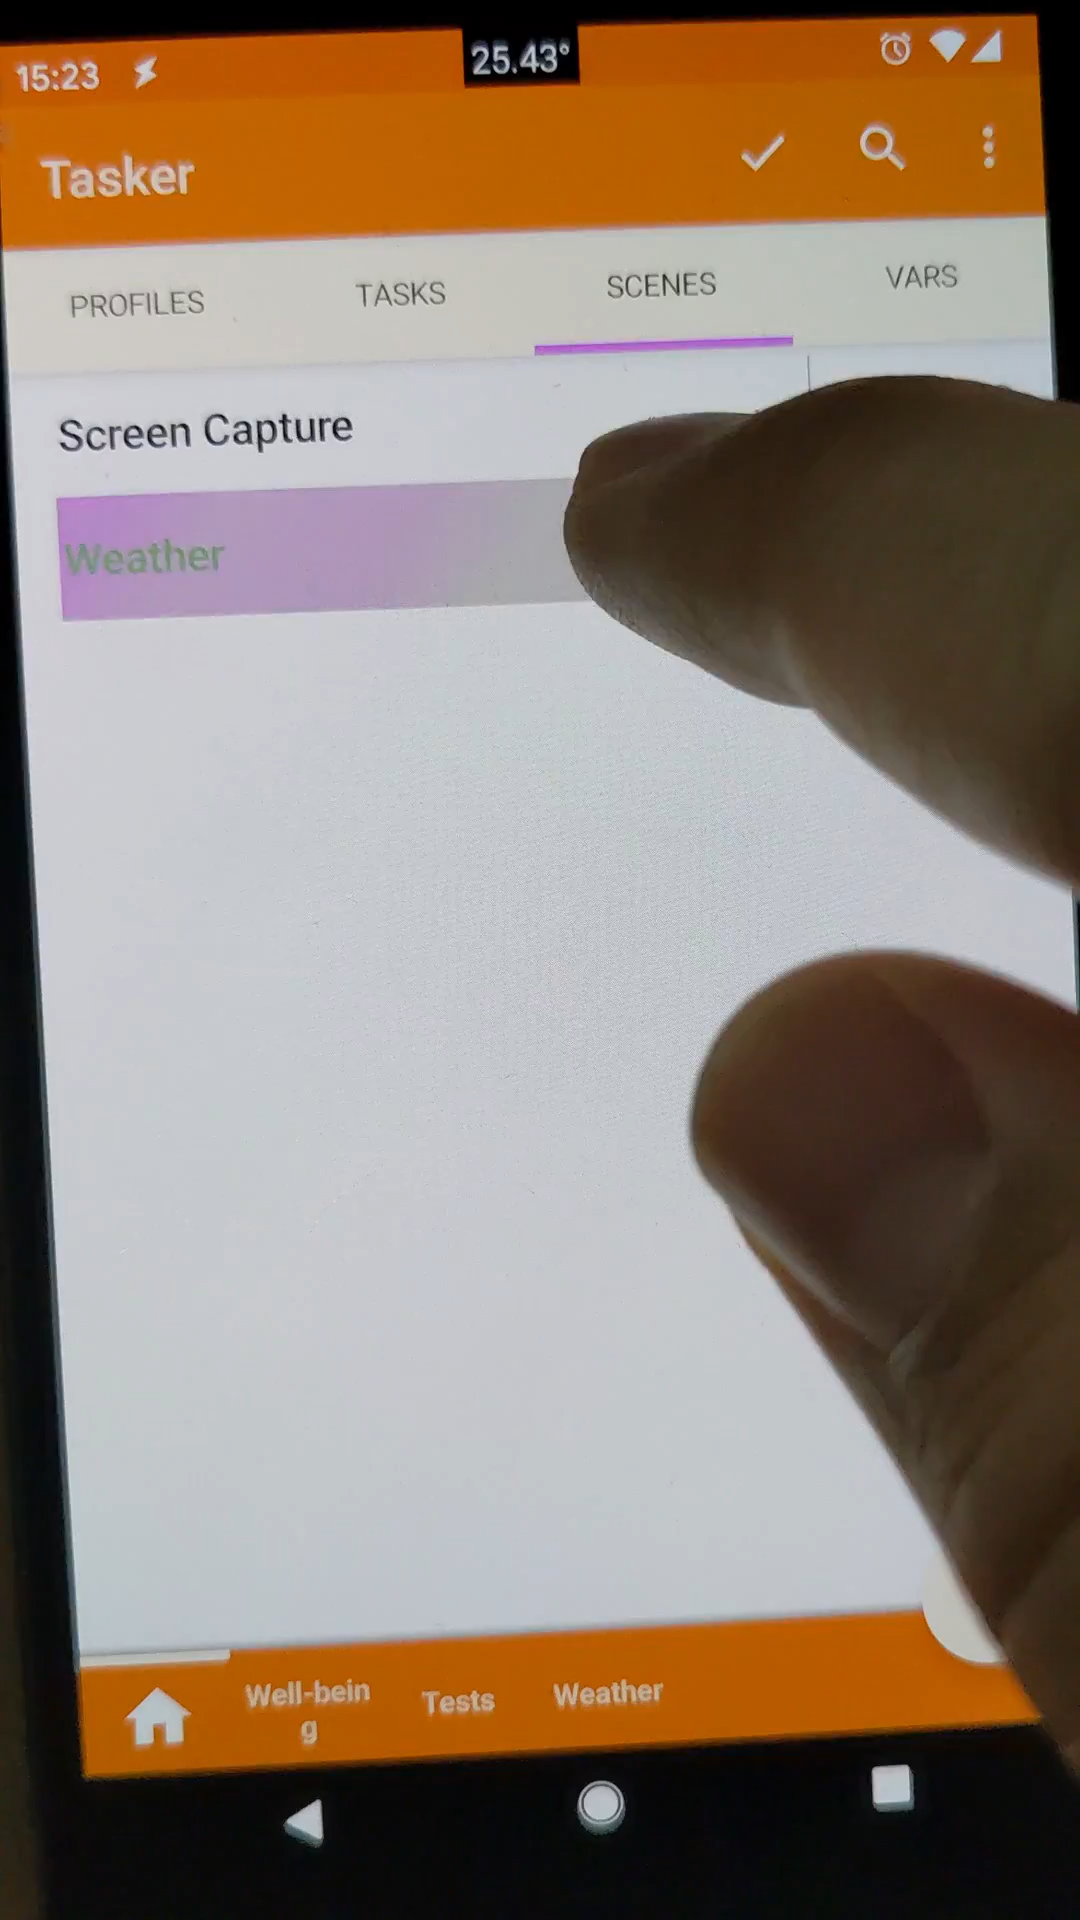 15:23 25.43°
Tasker
PROFILES TASKS SCENES VARS
Screen Capture
Weather
Well-bein
g
Tests
Weather